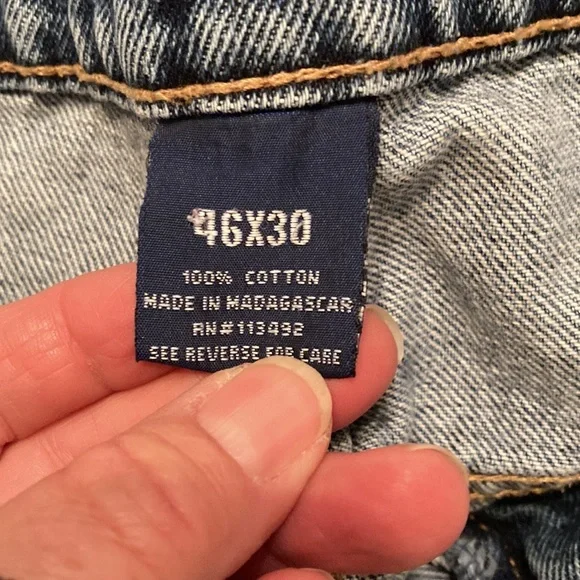 46X30
100% COTTON
MADE IN MADAGASCAR
RN#113492
SEE REVERSE FOR CARE